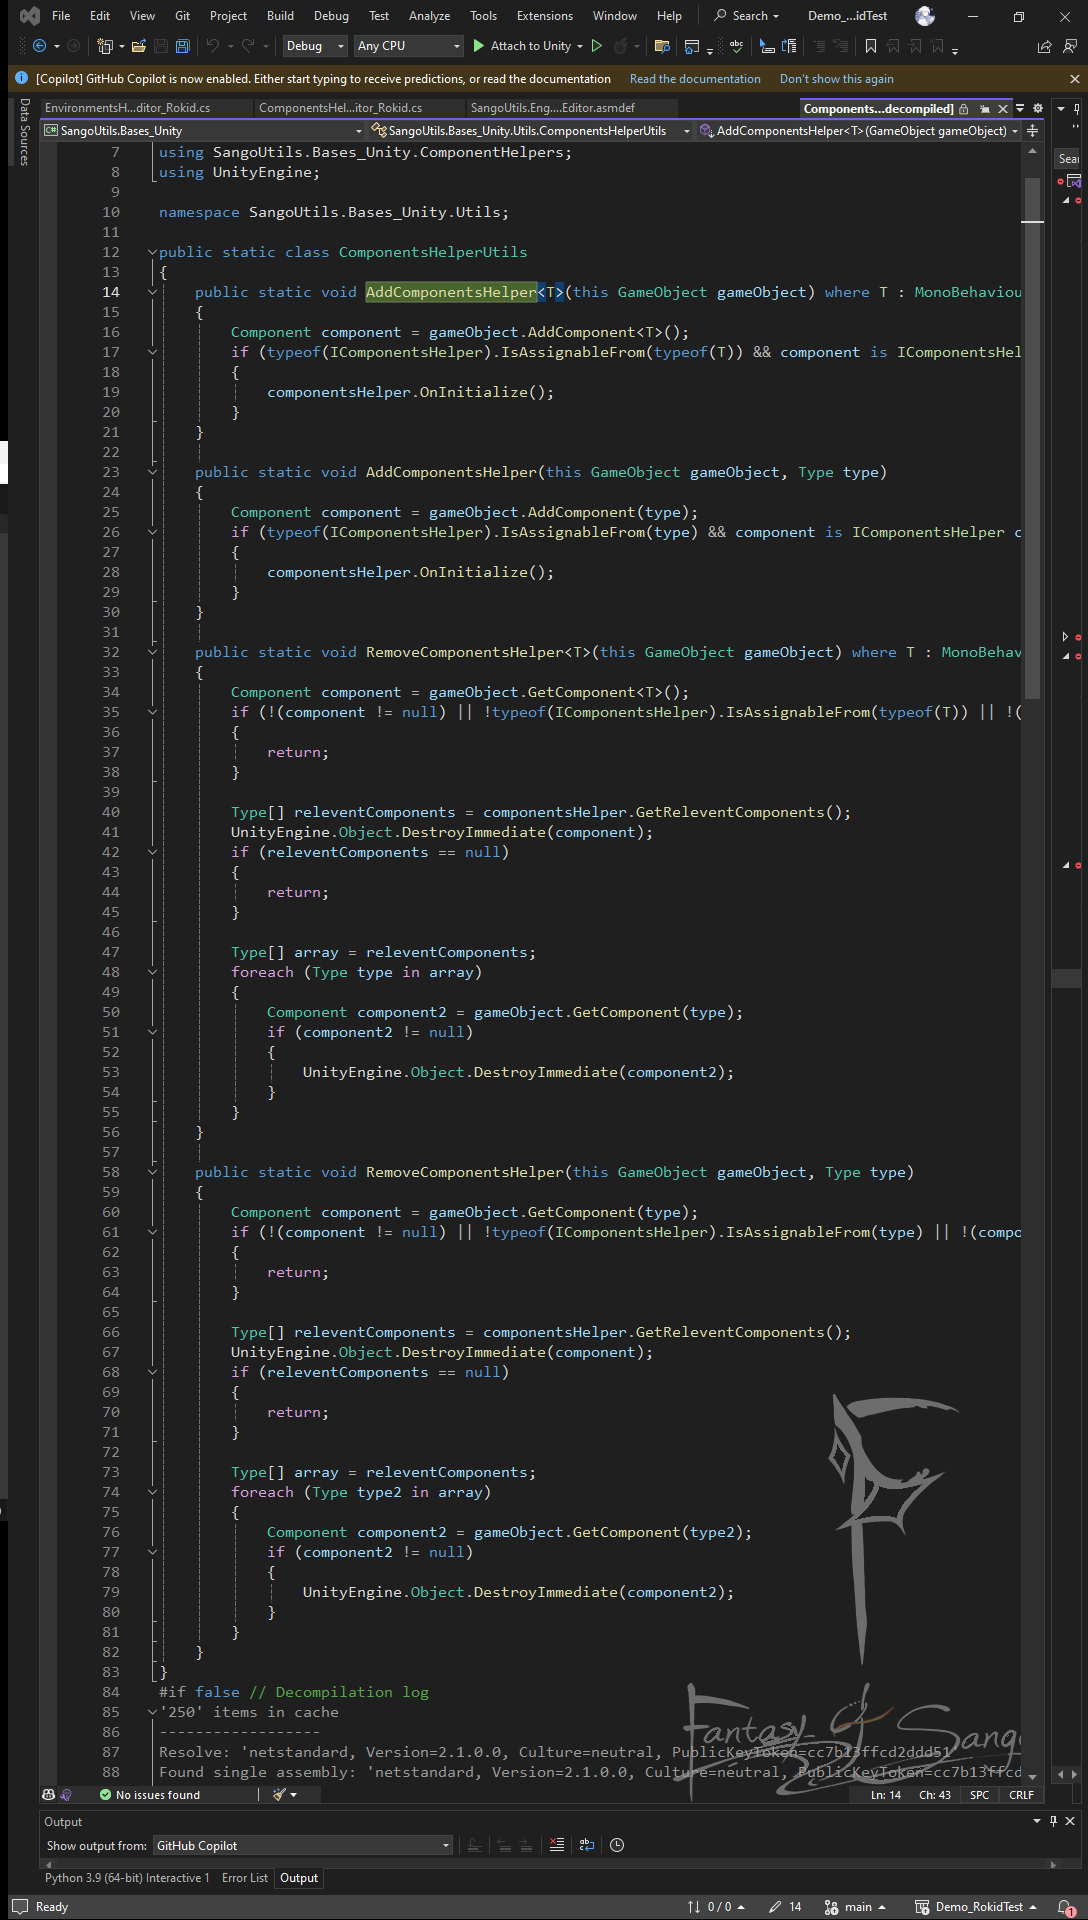 File Edit View Git Project Build Debug Test Analyze Tools Extensions Window Help Search Demo_...idTest
Debug Any CPU Attach to Unity
[Copilot] GitHub Copilot is now enabled. Either start typing to receive predictions, or read the documentation Read the documentation Don't show this again
Data Sources
EnvironmentsH...ditor_Rokid.cs ComponentsHel...itor_Rokid.cs SangoUtils.Eng....Editor.asmdef Components...decompiled]
SangoUtils.Bases_Unity SangoUtils.Bases_Unity.Utils.ComponentsHelperUtils AddComponentsHelper<T>(GameObject gameObject)
Sea
7 using SangoUtils.Bases_Unity.ComponentHelpers;
8 using UnityEngine;
9
10 namespace SangoUtils.Bases_Unity.Utils;
11
12 public static class ComponentsHelperUtils
13 {
14 public static void AddComponentsHelper<T>(this GameObject gameObject) where T : MonoBehaviou
15 {
16 Component component = gameObject.AddComponent<T>();
17 if (typeof(IComponentsHelper).IsAssignableFrom(typeof(T)) && component is IComponentsHel
18 {
19 componentsHelper.OnInitialize();
20 }
21 }
22
23 public static void AddComponentsHelper(this GameObject gameObject, Type type)
24 {
25 Component component = gameObject.AddComponent(type);
26 if (typeof(IComponentsHelper).IsAssignableFrom(type) && component is IComponentsHelper c
27 {
28 componentsHelper.OnInitialize();
29 }
30 }
31
32 public static void RemoveComponentsHelper<T>(this GameObject gameObject) where T : MonoBehav
33 {
34 Component component = gameObject.GetComponent<T>();
35 if (!(component != null) || !typeof(IComponentsHelper).IsAssignableFrom(typeof(T)) || !(
36 {
37 return;
38 }
39
40 Type[] releventComponents = componentsHelper.GetReleventComponents();
41 UnityEngine.Object.DestroyImmediate(component);
42 if (releventComponents == null)
43 {
44 return;
45 }
46
47 Type[] array = releventComponents;
48 foreach (Type type in array)
49 {
50 Component component2 = gameObject.GetComponent(type);
51 if (component2 != null)
52 {
53 UnityEngine.Object.DestroyImmediate(component2);
54 }
55 }
56 }
57
58 public static void RemoveComponentsHelper(this GameObject gameObject, Type type)
59 {
60 Component component = gameObject.GetComponent(type);
61 if (!(component != null) || !typeof(IComponentsHelper).IsAssignableFrom(type) || !(compo
62 {
63 return;
64 }
65
66 Type[] releventComponents = componentsHelper.GetReleventComponents();
67 UnityEngine.Object.DestroyImmediate(component);
68 if (releventComponents == null)
69 {
70 return;
71 }
72
73 Type[] array = releventComponents;
74 foreach (Type type2 in array)
75 {
76 Component component2 = gameObject.GetComponent(type2);
77 if (component2 != null)
78 {
79 UnityEngine.Object.DestroyImmediate(component2);
80 }
81 }
82 }
83 }
84 #if false // Decompilation log
85 '250' items in cache
86 ------------------
87 Resolve: 'netstandard, Version=2.1.0.0, Culture=neutral, PublicKeyToken=cc7b13ffcd2ddd51'
88 Found single assembly: 'netstandard, Version=2.1.0.0, Culture=neutral, PublicKeyToken=cc7b13ffcd
Fantasy Sango
No issues found Ln: 14 Ch: 43 SPC CRLF
Output
Show output from: GitHub Copilot
Python 3.9 (64-bit) Interactive 1 Error List Output
Ready 0 / 0 14 main Demo_RokidTest 1